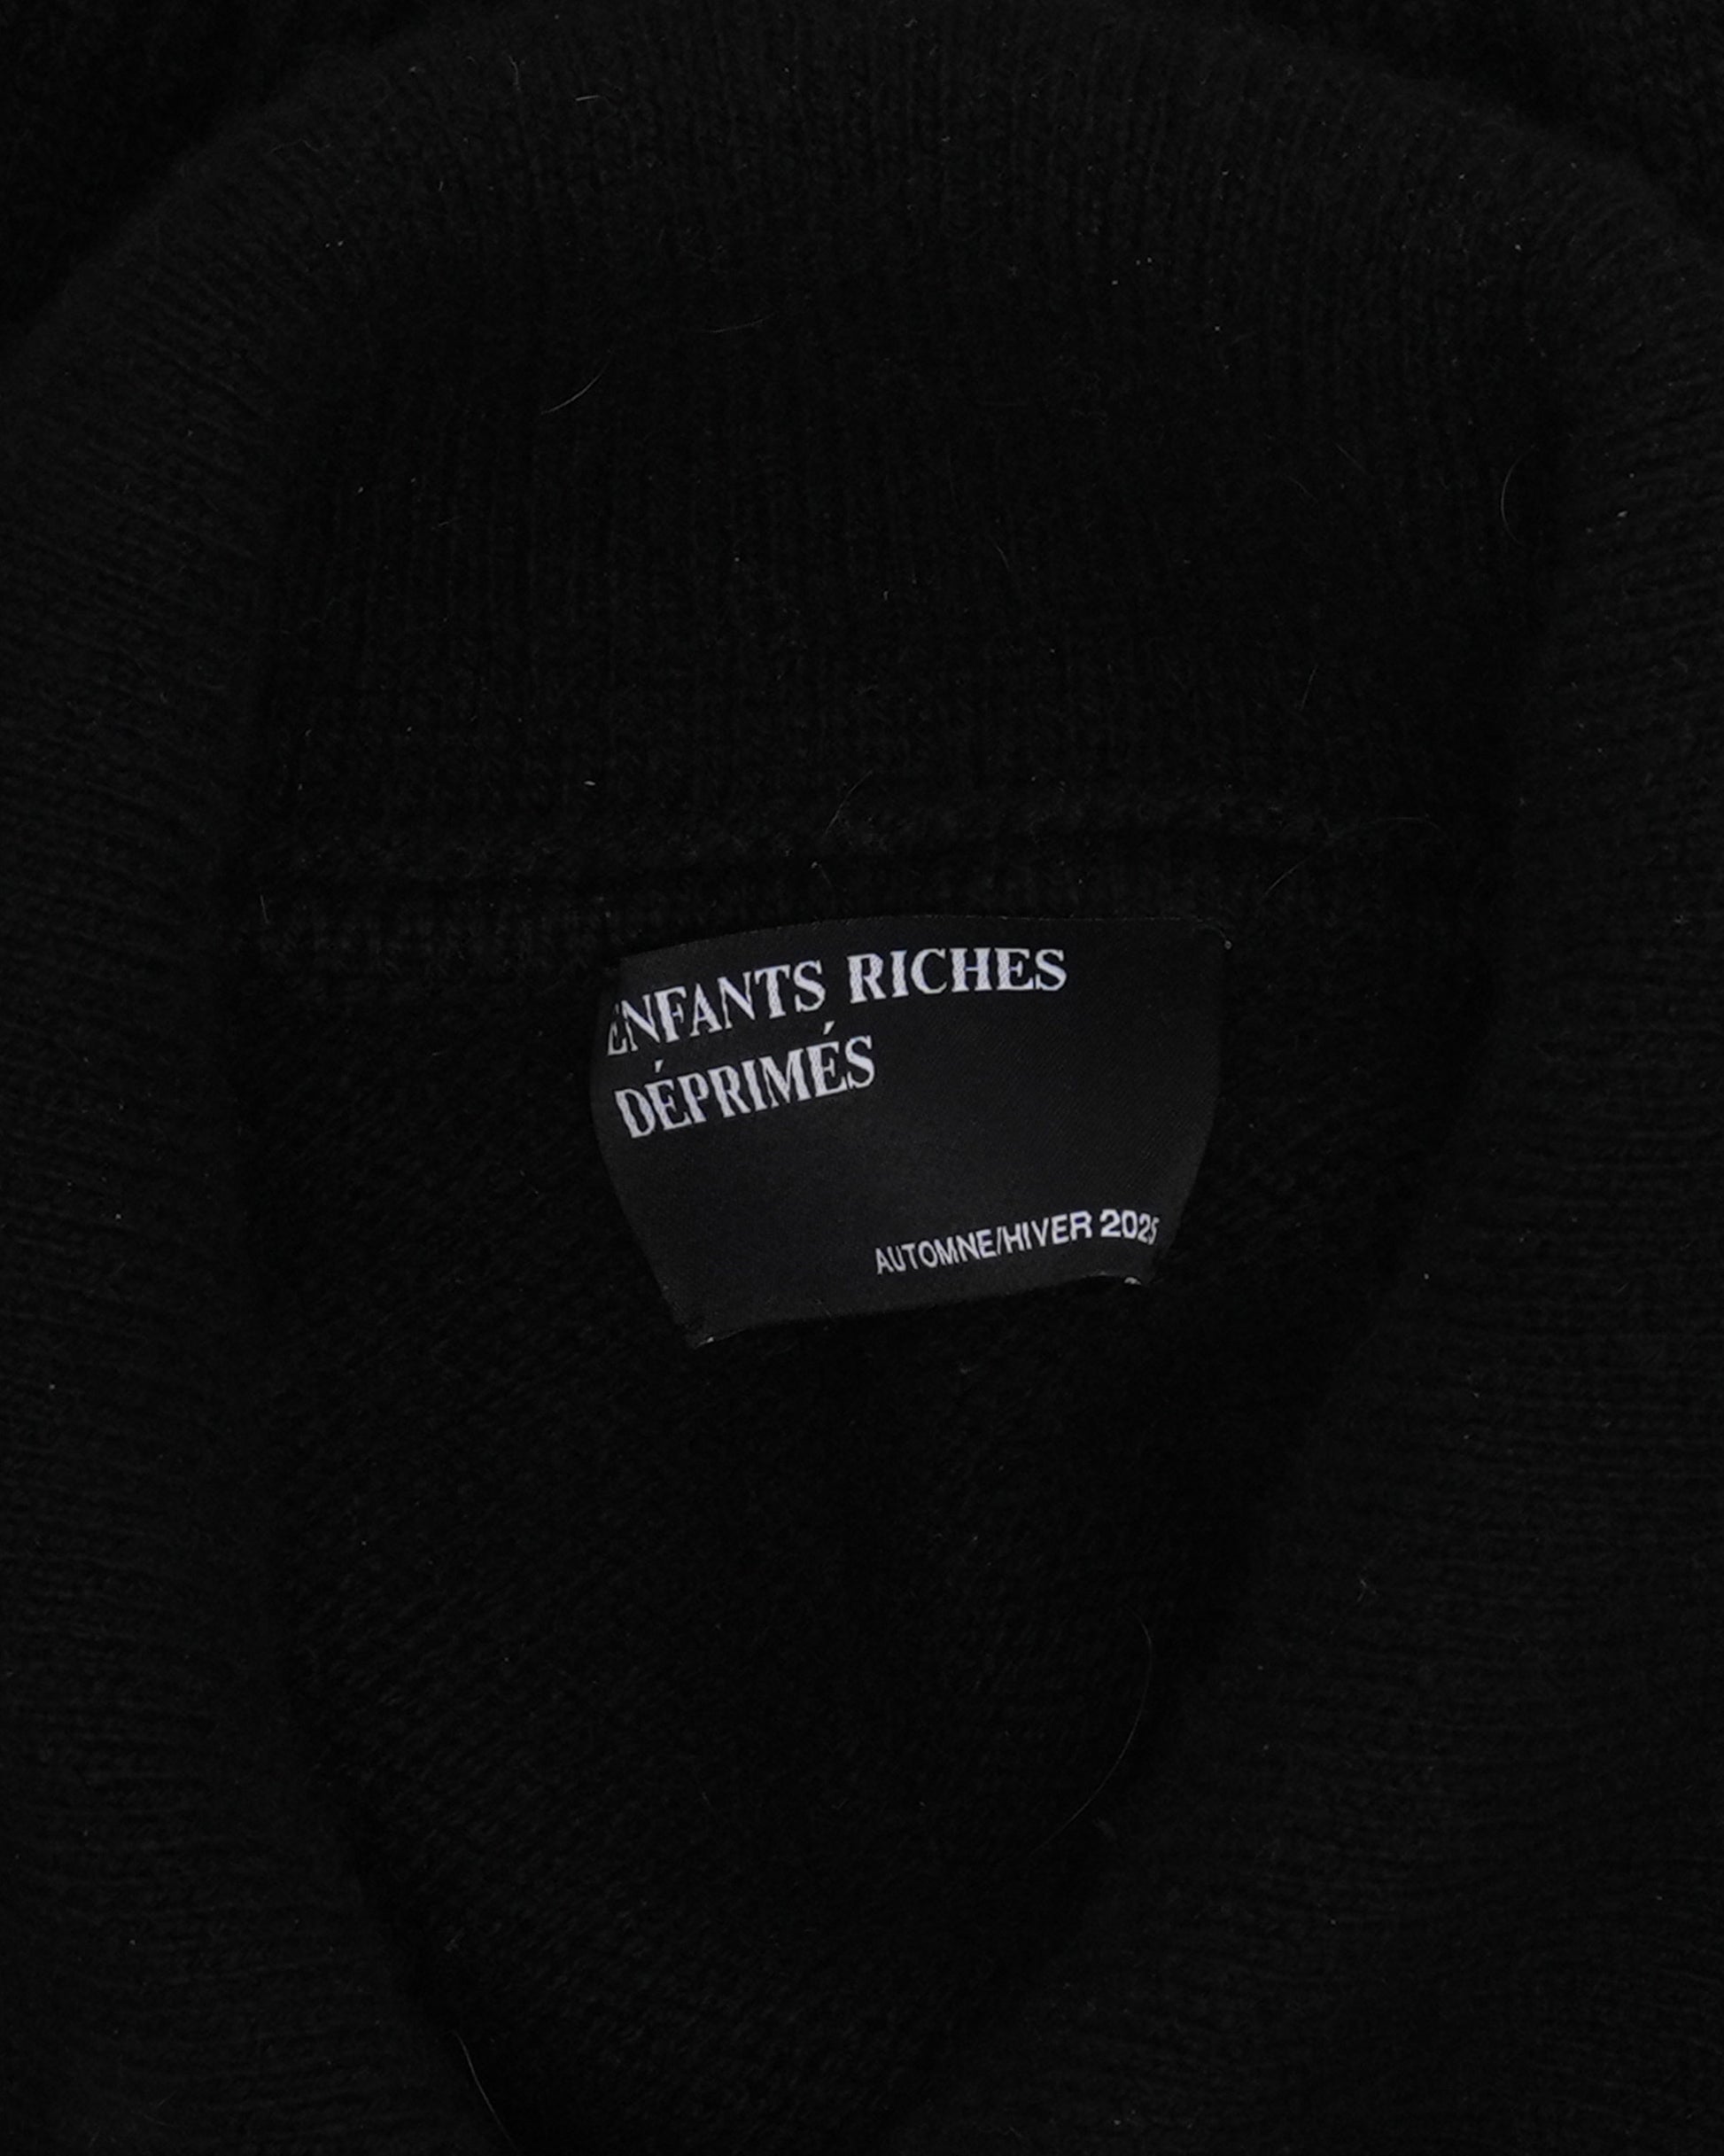 ENFANTS RICHES
DÉPRIMÉS
AUTOMNE/HIVER 2025